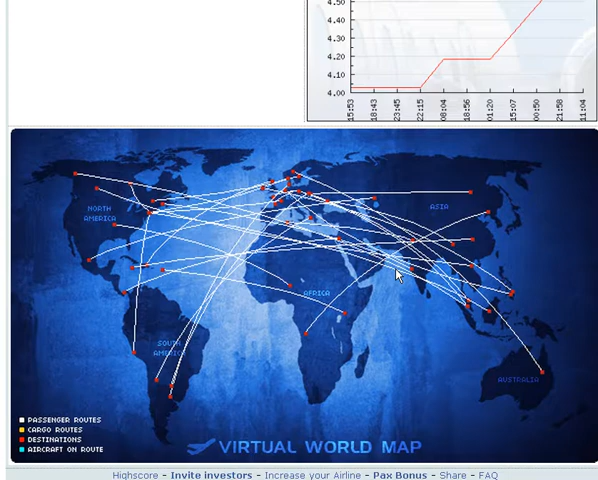 4.50
4.40
4.30
4.20
4.10
4.00
15:53
18:43
23:45
22:15
08:04
18:56
01:20
15:07
00:50
21:58
11:04
NORTH
AMERICA
ASIA
AFRICA
SOUTH
AMERICA
AUSTRALIA
PASSENGER ROUTES
CARGO ROUTES
DESTINATIONS
AIRCRAFT ON ROUTE
VIRTUAL WORLD MAP
Highscore - Invite investors - Increase your Airline - Pax Bonus - Share - FAQ